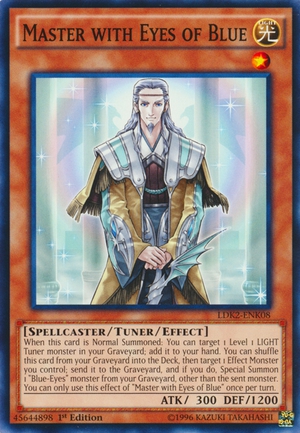 MASTER WITH EYES OF BLUE
LIGHT
光
LDK2-ENK08
[SPELLCASTER/TUNER/EFFECT]
When this card is Normal Summoned: You can target 1 Level 1 LIGHT
Tuner monster in your Graveyard; add it to your hand. You can shuffle
this card from your Graveyard into the Deck, then target 1 Effect Monster
you control; send it to the Graveyard, and if you do, Special Summon
1 "Blue-Eyes" monster from your Graveyard, other than the sent monster.
You can only use this effect of "Master with Eyes of Blue" once per turn.
ATK/ 300 DEF/1200
45644898 1st Edition ©1996 KAZUKI TAKAHASHI